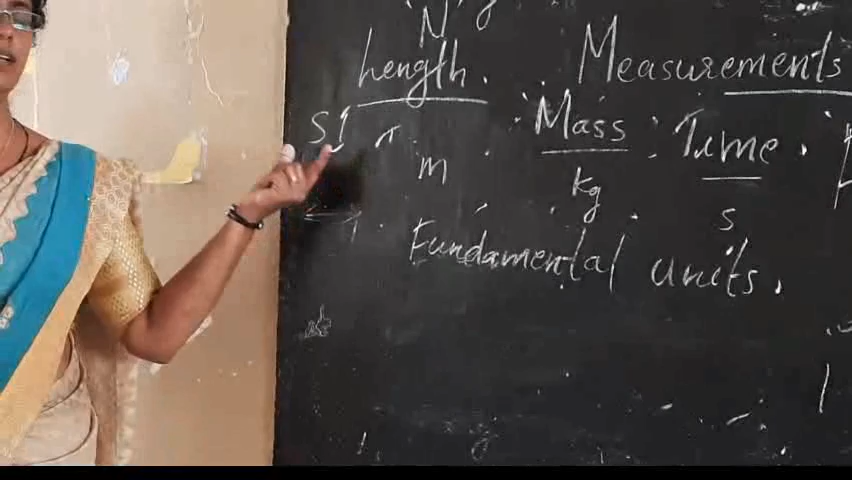 N
Measurements
Length.
SI
Mass
Time.
m
kg
s
Fundamental units.